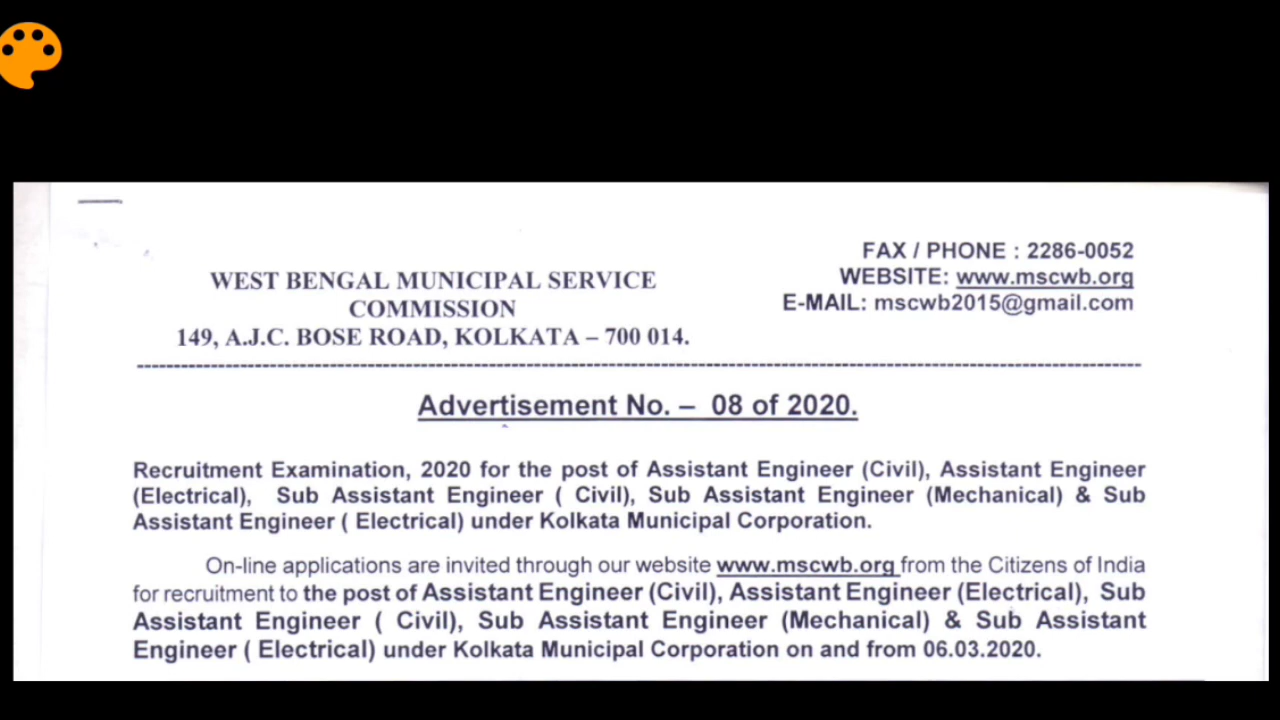 FAX / PHONE : 2286-0052
WEBSITE: www.mscwb.org
E-MAIL: mscwb2015@gmail.com
WEST BENGAL MUNICIPAL SERVICE
COMMISSION
149, A.J.C. BOSE ROAD, KOLKATA – 700 014.
Advertisement No. – 08 of 2020.
Recruitment Examination, 2020 for the post of Assistant Engineer (Civil), Assistant Engineer
(Electrical), Sub Assistant Engineer ( Civil), Sub Assistant Engineer (Mechanical) & Sub
Assistant Engineer ( Electrical) under Kolkata Municipal Corporation.
On-line applications are invited through our website www.mscwb.org from the Citizens of India
for recruitment to the post of Assistant Engineer (Civil), Assistant Engineer (Electrical), Sub
Assistant Engineer ( Civil), Sub Assistant Engineer (Mechanical) & Sub Assistant
Engineer ( Electrical) under Kolkata Municipal Corporation on and from 06.03.2020.